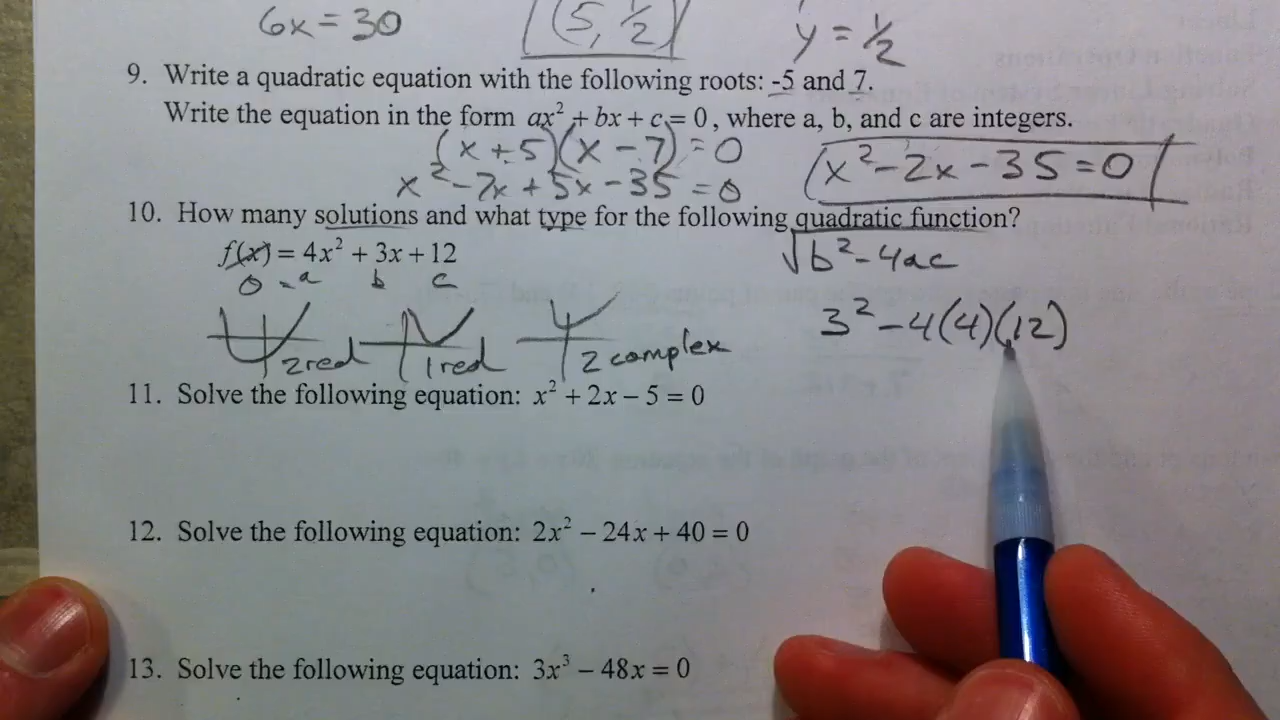 6x = 30 (5, ½) y = ½
9. Write a quadratic equation with the following roots: -5 and 7.
Write the equation in the form ax² + bx + c = 0, where a, b, and c are integers.
(x + 5)(x - 7) = 0
x² - 7x + 5x - 35 = 0
x² - 2x - 35 = 0
10. How many solutions and what type for the following quadratic function?
f(x) = 4x² + 3x + 12
0 = a b c
√b² - 4ac
3² - 4(4)(12)
2 real 1 real 2 complex
11. Solve the following equation: x² + 2x - 5 = 0
12. Solve the following equation: 2x² - 24x + 40 = 0
13. Solve the following equation: 3x³ - 48x = 0